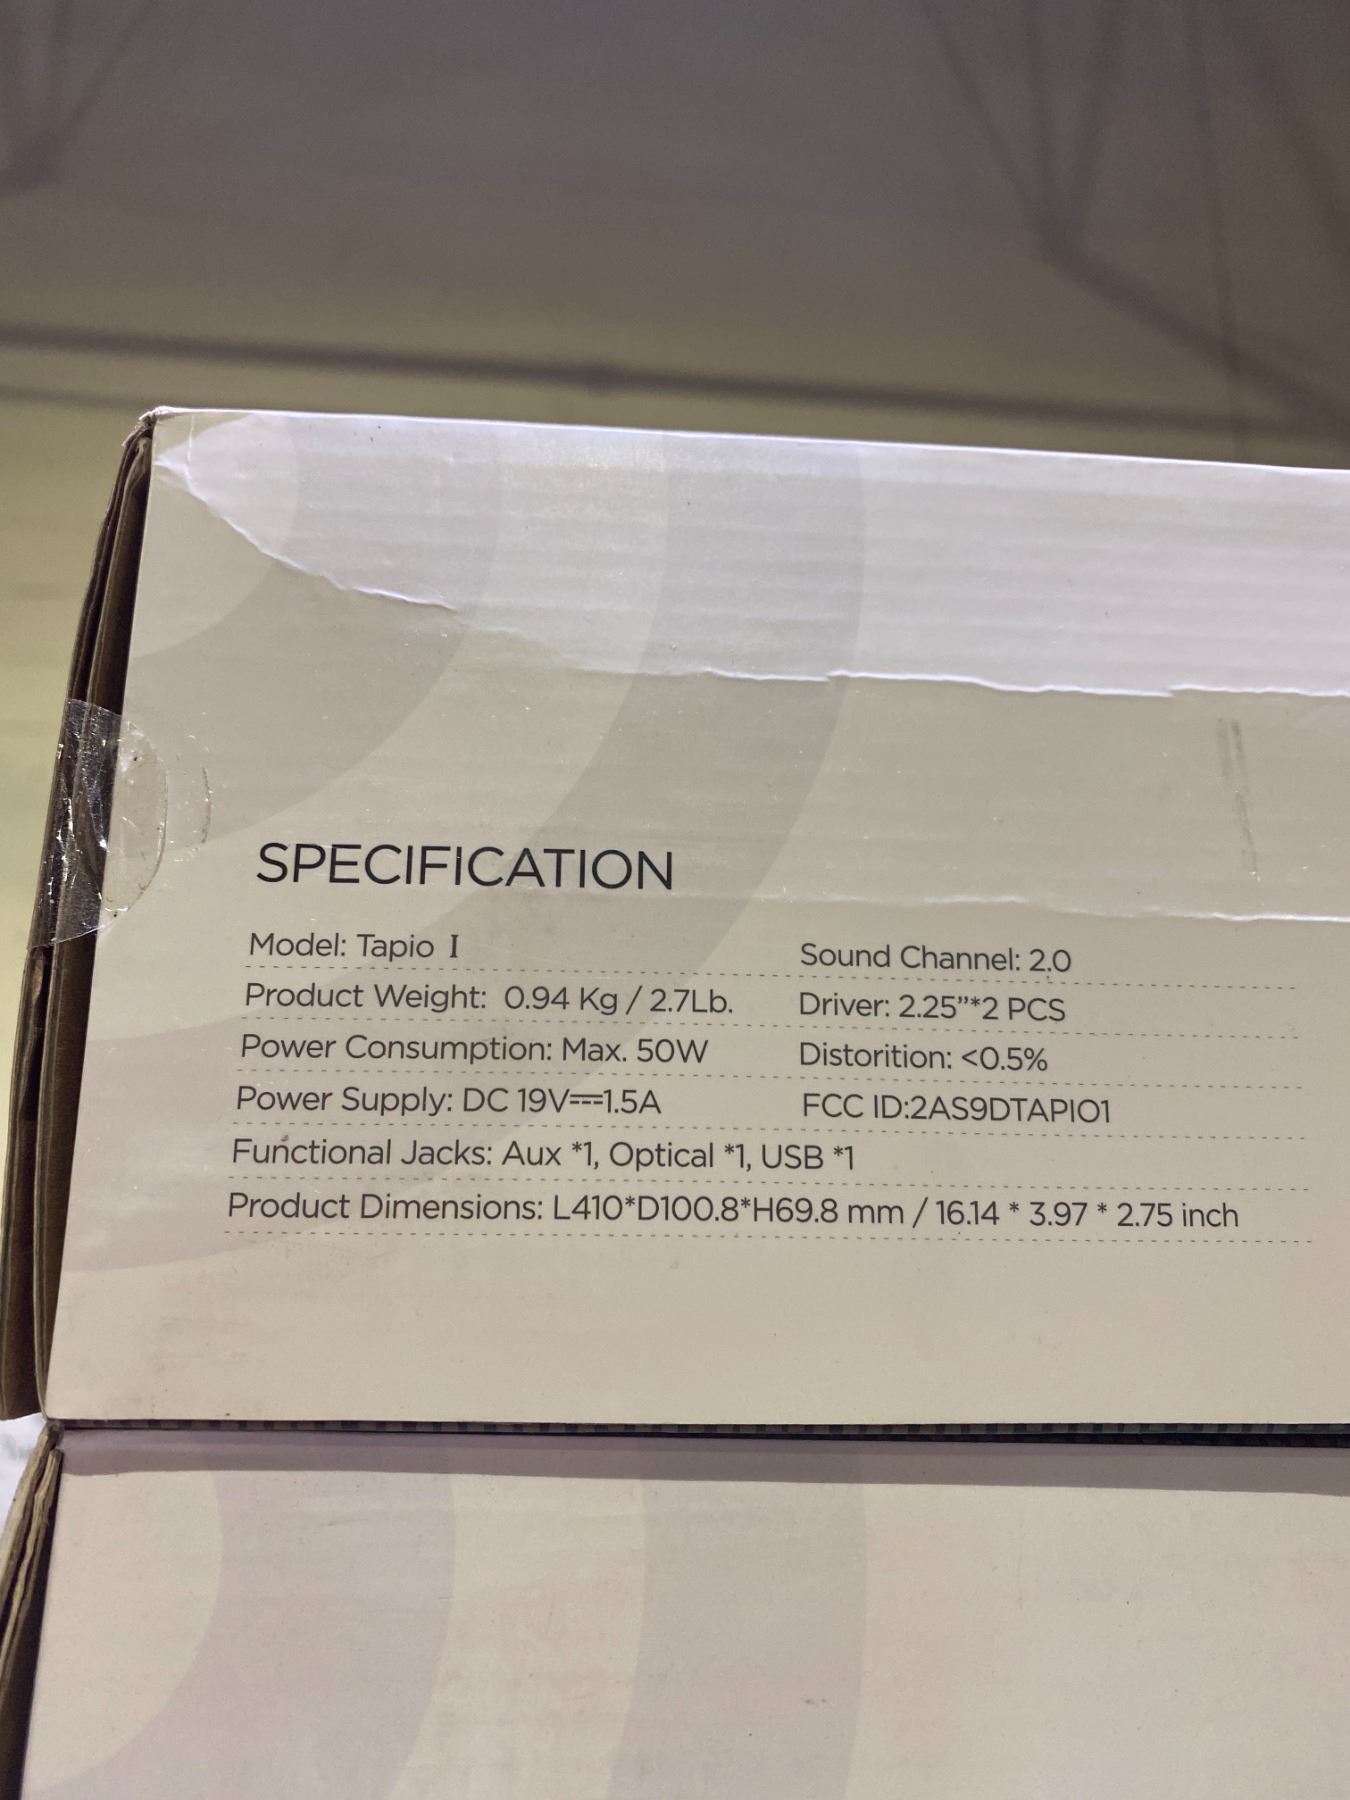 SPECIFICATION
Model: Tapio I
Sound Channel: 2.0
Product Weight: 0.94 Kg / 2.7Lb.
Driver: 2.25”*2 PCS
Power Consumption: Max. 50W
Distorition: <0.5%
Power Supply: DC 19V⎓1.5A
FCC ID:2AS9DTAPIO1
Functional Jacks: Aux *1, Optical *1, USB *1
Product Dimensions: L410*D100.8*H69.8 mm / 16.14 * 3.97 * 2.75 inch